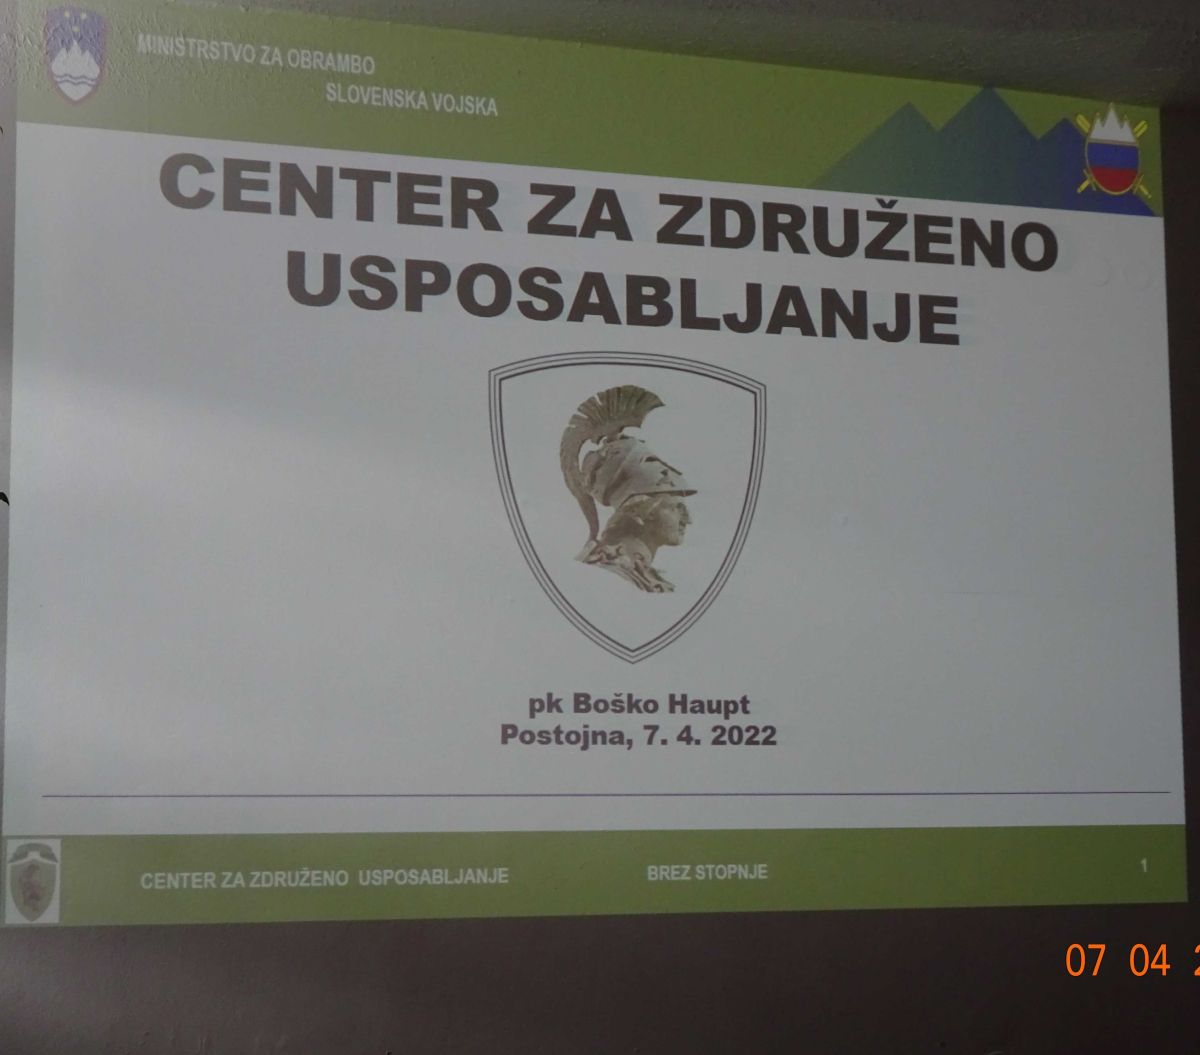 MINISTRSTVO ZA OBRAMBO
SLOVENSKA VOJSKA
CENTER ZA ZDRUŽENO
USPOSABLJANJE
pk Boško Haupt
Postojna, 7. 4. 2022
CENTER ZA ZDRUŽENO USPOSABLJANJE
BREZ STOPNJE
1
07 04 2